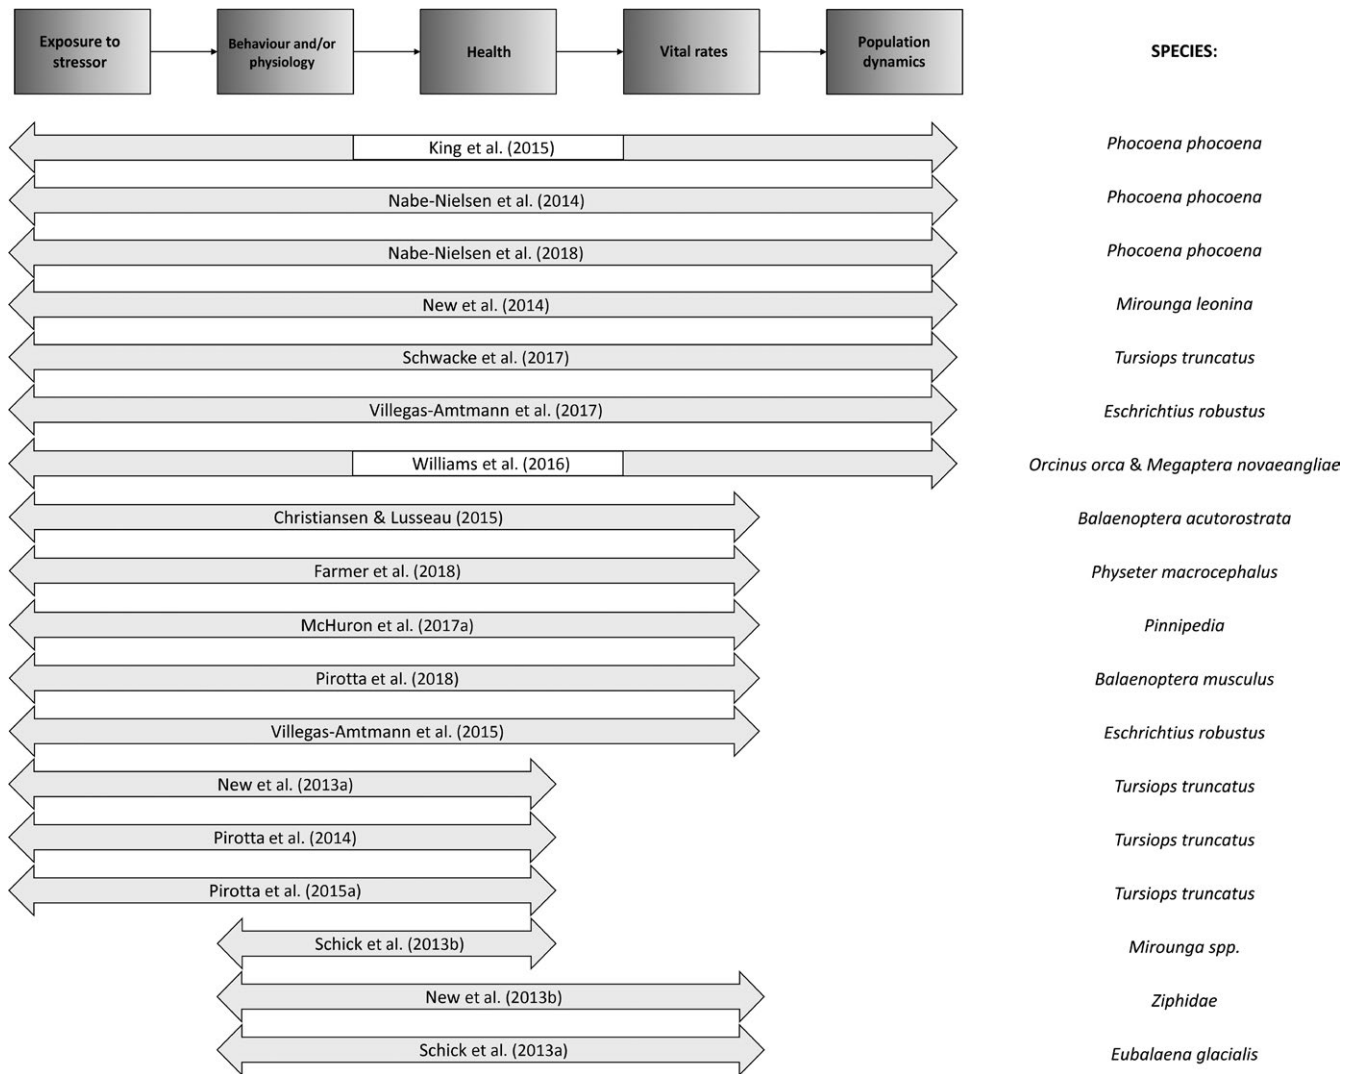 Exposure to
stressor
Behaviour and/or
physiology
Health
Vital rates
Population
dynamics
SPECIES:
King et al. (2015)
Phocoena phocoena
Nabe-Nielsen et al. (2014)
Phocoena phocoena
Nabe-Nielsen et al. (2018)
Phocoena phocoena
New et al. (2014)
Mirounga leonina
Schwacke et al. (2017)
Tursiops truncatus
Villegas-Amtmann et al. (2017)
Eschrichtius robustus
Williams et al. (2016)
Orcinus orca & Megaptera novaeangliae
Christiansen & Lusseau (2015)
Balaenoptera acutorostrata
Farmer et al. (2018)
Physeter macrocephalus
McHuron et al. (2017a)
Pinnipedia
Pirotta et al. (2018)
Balaenoptera musculus
Villegas-Amtmann et al. (2015)
Eschrichtius robustus
New et al. (2013a)
Tursiops truncatus
Pirotta et al. (2014)
Tursiops truncatus
Pirotta et al. (2015a)
Tursiops truncatus
Schick et al. (2013b)
Mirounga spp.
New et al. (2013b)
Ziphidae
Schick et al. (2013a)
Eubalaena glacialis